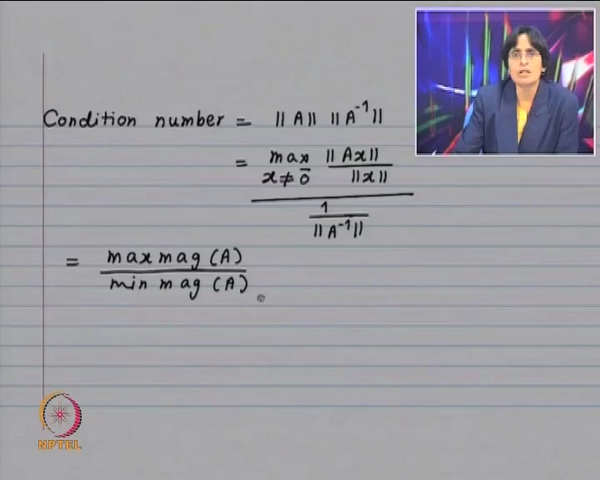 Condition number = || A || || A⁻¹ ||
= max x≠0̄ || Ax || / || x ||
1 / || A⁻¹ ||
= max mag (A) / min mag (A)
NPTEL